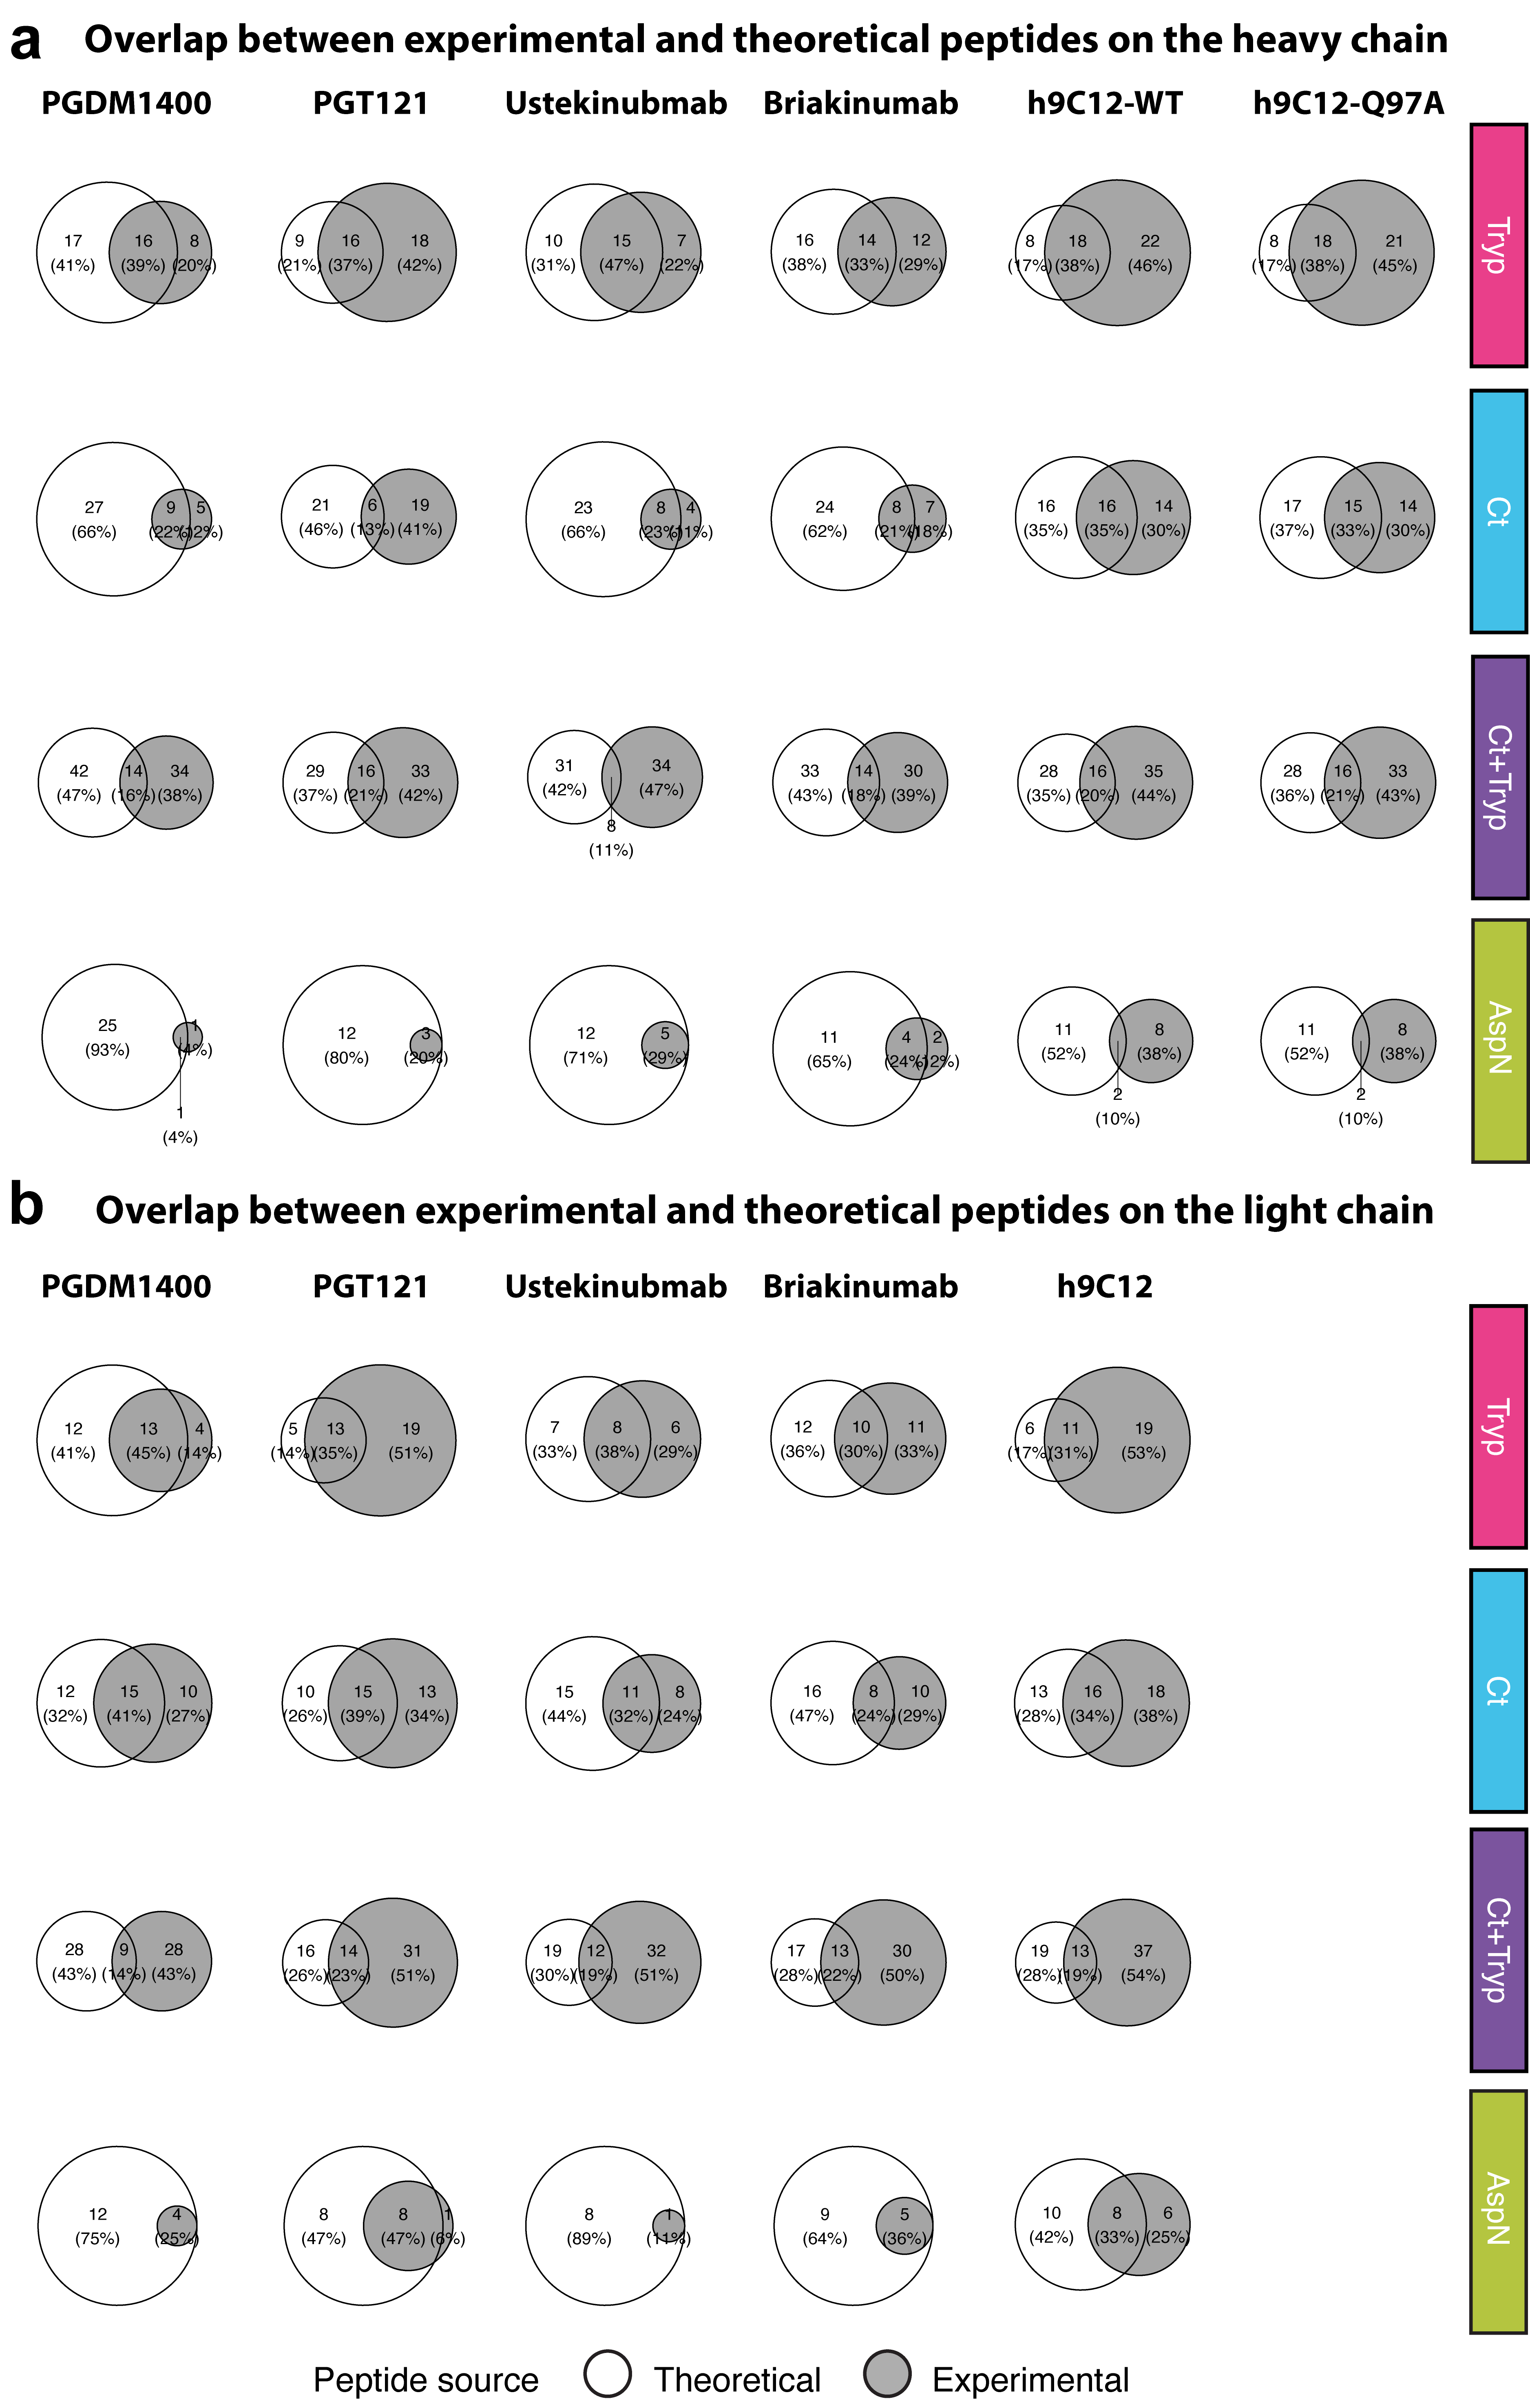 a Overlap between experimental and theoretical peptides on the heavy chain
PGDM1400 PGT121 Ustekinubmab Briakinumab h9C12-WT h9C12-Q97A
17 16 8 9 16 18 10 15 7 16 14 12 8 18 22 8 18 21
(41%) (39%) (20%) (21%) (37%) (42%) (31%) (47%) (22%) (38%) (33%) (29%) (17%) (38%) (46%) (17%) (38%) (45%)
Tryp
27 9 5 21 6 19 23 8 4 24 8 7 16 16 14 17 15 14
(66%) (22%) (12%) (46%) (13%) (41%) (66%) (23%) (11%) (62%) (21%) (18%) (35%) (35%) (30%) (37%) (33%) (30%)
Ct
42 14 34 29 16 33 31 34 33 14 30 28 16 35 28 16 33
(47%) (16%) (38%) (37%) (21%) (42%) (42%) (47%) (43%) (18%) (39%) (35%) (20%) (44%) (36%) (21%) (43%)
8
(11%)
Ct+Tryp
25 1 12 3 12 5 11 4 2 11 8 11 8
(93%) (4%) (80%) (20%) (71%) (29%) (65%) (24%) (12%) (52%) (38%) (52%) (38%)
1 2 2
(4%) (10%) (10%)
AspN
b Overlap between experimental and theoretical peptides on the light chain
PGDM1400 PGT121 Ustekinubmab Briakinumab h9C12
12 13 4 5 13 19 7 8 6 12 10 11 6 11 19
(41%) (45%) (14%) (14%) (35%) (51%) (33%) (38%) (29%) (36%) (30%) (33%) (17%) (31%) (53%)
Tryp
12 15 10 10 15 13 15 11 8 16 8 10 13 16 18
(32%) (41%) (27%) (26%) (39%) (34%) (44%) (32%) (24%) (47%) (24%) (29%) (28%) (34%) (38%)
Ct
28 9 28 16 14 31 19 12 32 17 13 30 19 13 37
(43%) (14%) (43%) (26%) (23%) (51%) (30%) (19%) (51%) (28%) (22%) (50%) (28%) (19%) (54%)
Ct+Tryp
12 4 8 8 1 8 1 9 5 10 8 6
(75%) (25%) (47%) (47%) (6%) (89%) (11%) (64%) (36%) (42%) (33%) (25%)
AspN
Peptide source Theoretical Experimental